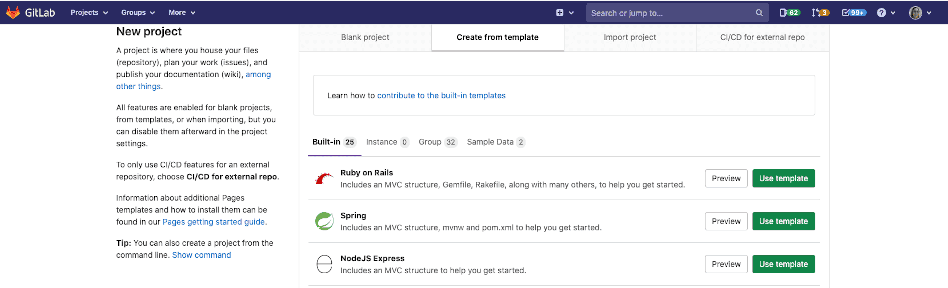 GitLab Projects Groups More Search or jump to... 62 3 99+
New project
Blank project Create from template Import project CI/CD for external repo
A project is where you house your files
(repository), plan your work (issues), and
publish your documentation (wiki), among
other things.
All features are enabled for blank projects,
from templates, or when importing, but you
can disable them afterward in the project
settings.
To only use CI/CD features for an external
repository, choose CI/CD for external repo.
Information about additional Pages
templates and how to install them can be
found in our Pages getting started guide.
Tip: You can also create a project from the
command line. Show command
Learn how to contribute to the built-in templates
Built-in 25 Instance 0 Group 32 Sample Data 2
Ruby on Rails
Includes an MVC structure, Gemfile, Rakefile, along with many others, to help you get started.
Preview Use template
Spring
Includes an MVC structure, mvnw and pom.xml to help you get started.
Preview Use template
NodeJS Express
Includes an MVC structure to help you get started.
Preview Use template